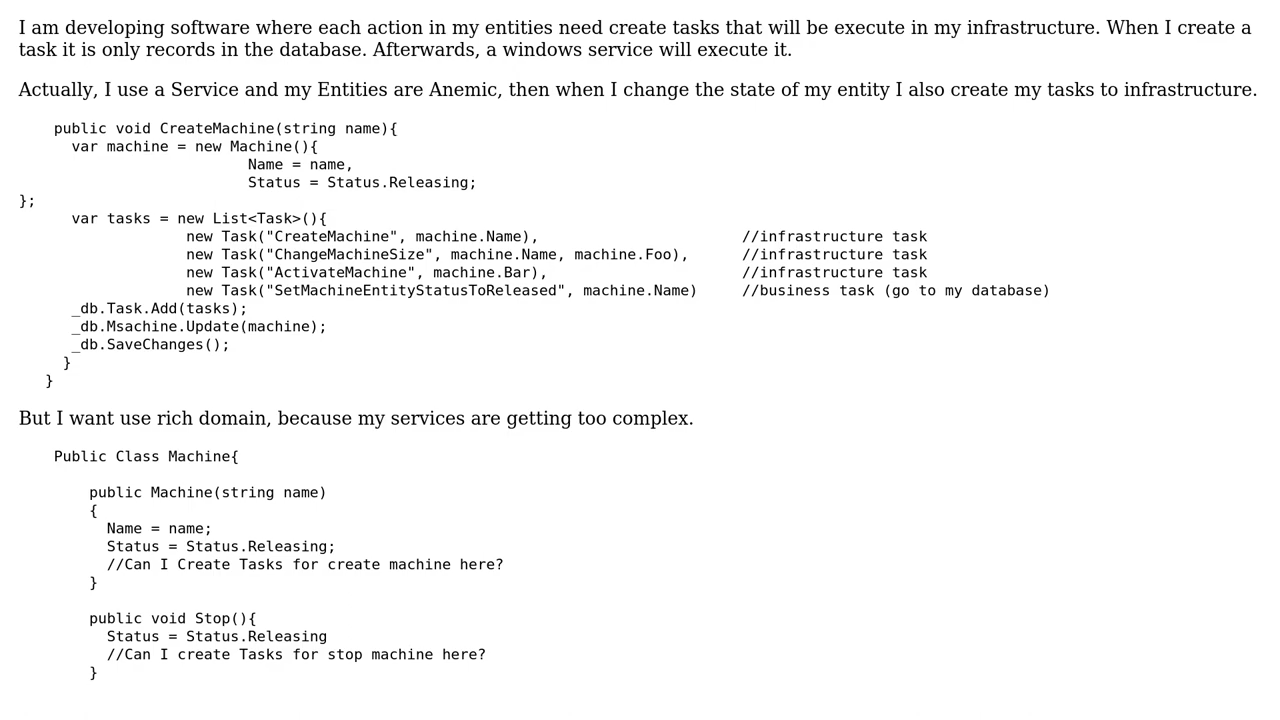 I am developing software where each action in my entities need create tasks that will be execute in my infrastructure. When I create a
task it is only records in the database. Afterwards, a windows service will execute it.
Actually, I use a Service and my Entities are Anemic, then when I change the state of my entity I also create my tasks to infrastructure.
public void CreateMachine(string name){
var machine = new Machine(){
Name = name,
Status = Status.Releasing;
};
var tasks = new List<Task>(){
new Task("CreateMachine", machine.Name), //infrastructure task
new Task("ChangeMachineSize", machine.Name, machine.Foo), //infrastructure task
new Task("ActivateMachine", machine.Bar), //infrastructure task
new Task("SetMachineEntityStatusToReleased", machine.Name) //business task (go to my database)
_db.Task.Add(tasks);
_db.Msachine.Update(machine);
_db.SaveChanges();
}
}
But I want use rich domain, because my services are getting too complex.
Public Class Machine{
public Machine(string name)
{
Name = name;
Status = Status.Releasing;
//Can I Create Tasks for create machine here?
}
public void Stop(){
Status = Status.Releasing
//Can I create Tasks for stop machine here?
}